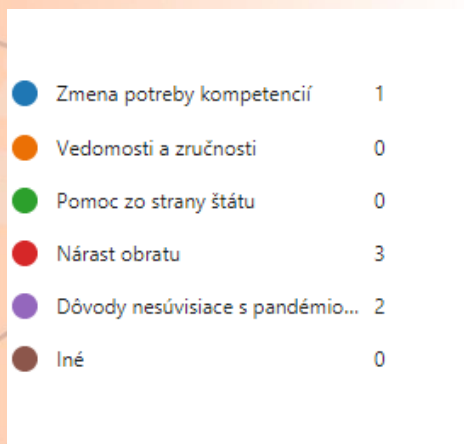 Zmena potreby kompetencií 1
Vedomosti a zručnosti 0
Pomoc zo strany štátu 0
Nárast obratu 3
Dôvody nesúvisiace s pandémio... 2
Iné 0